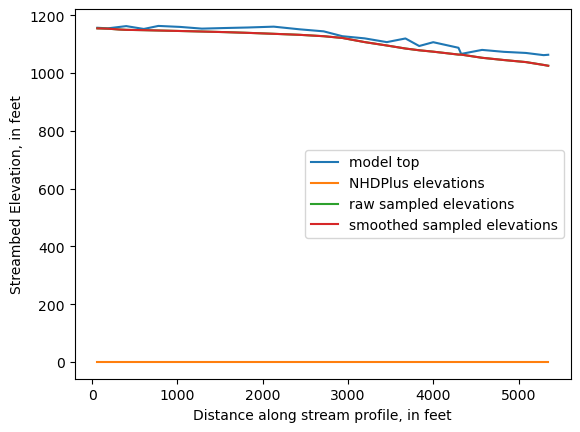 1200
1000
800
600
400
200
0
Streambed Elevation, in feet
model top
NHDPlus elevations
raw sampled elevations
smoothed sampled elevations
0 1000 2000 3000 4000 5000
Distance along stream profile, in feet